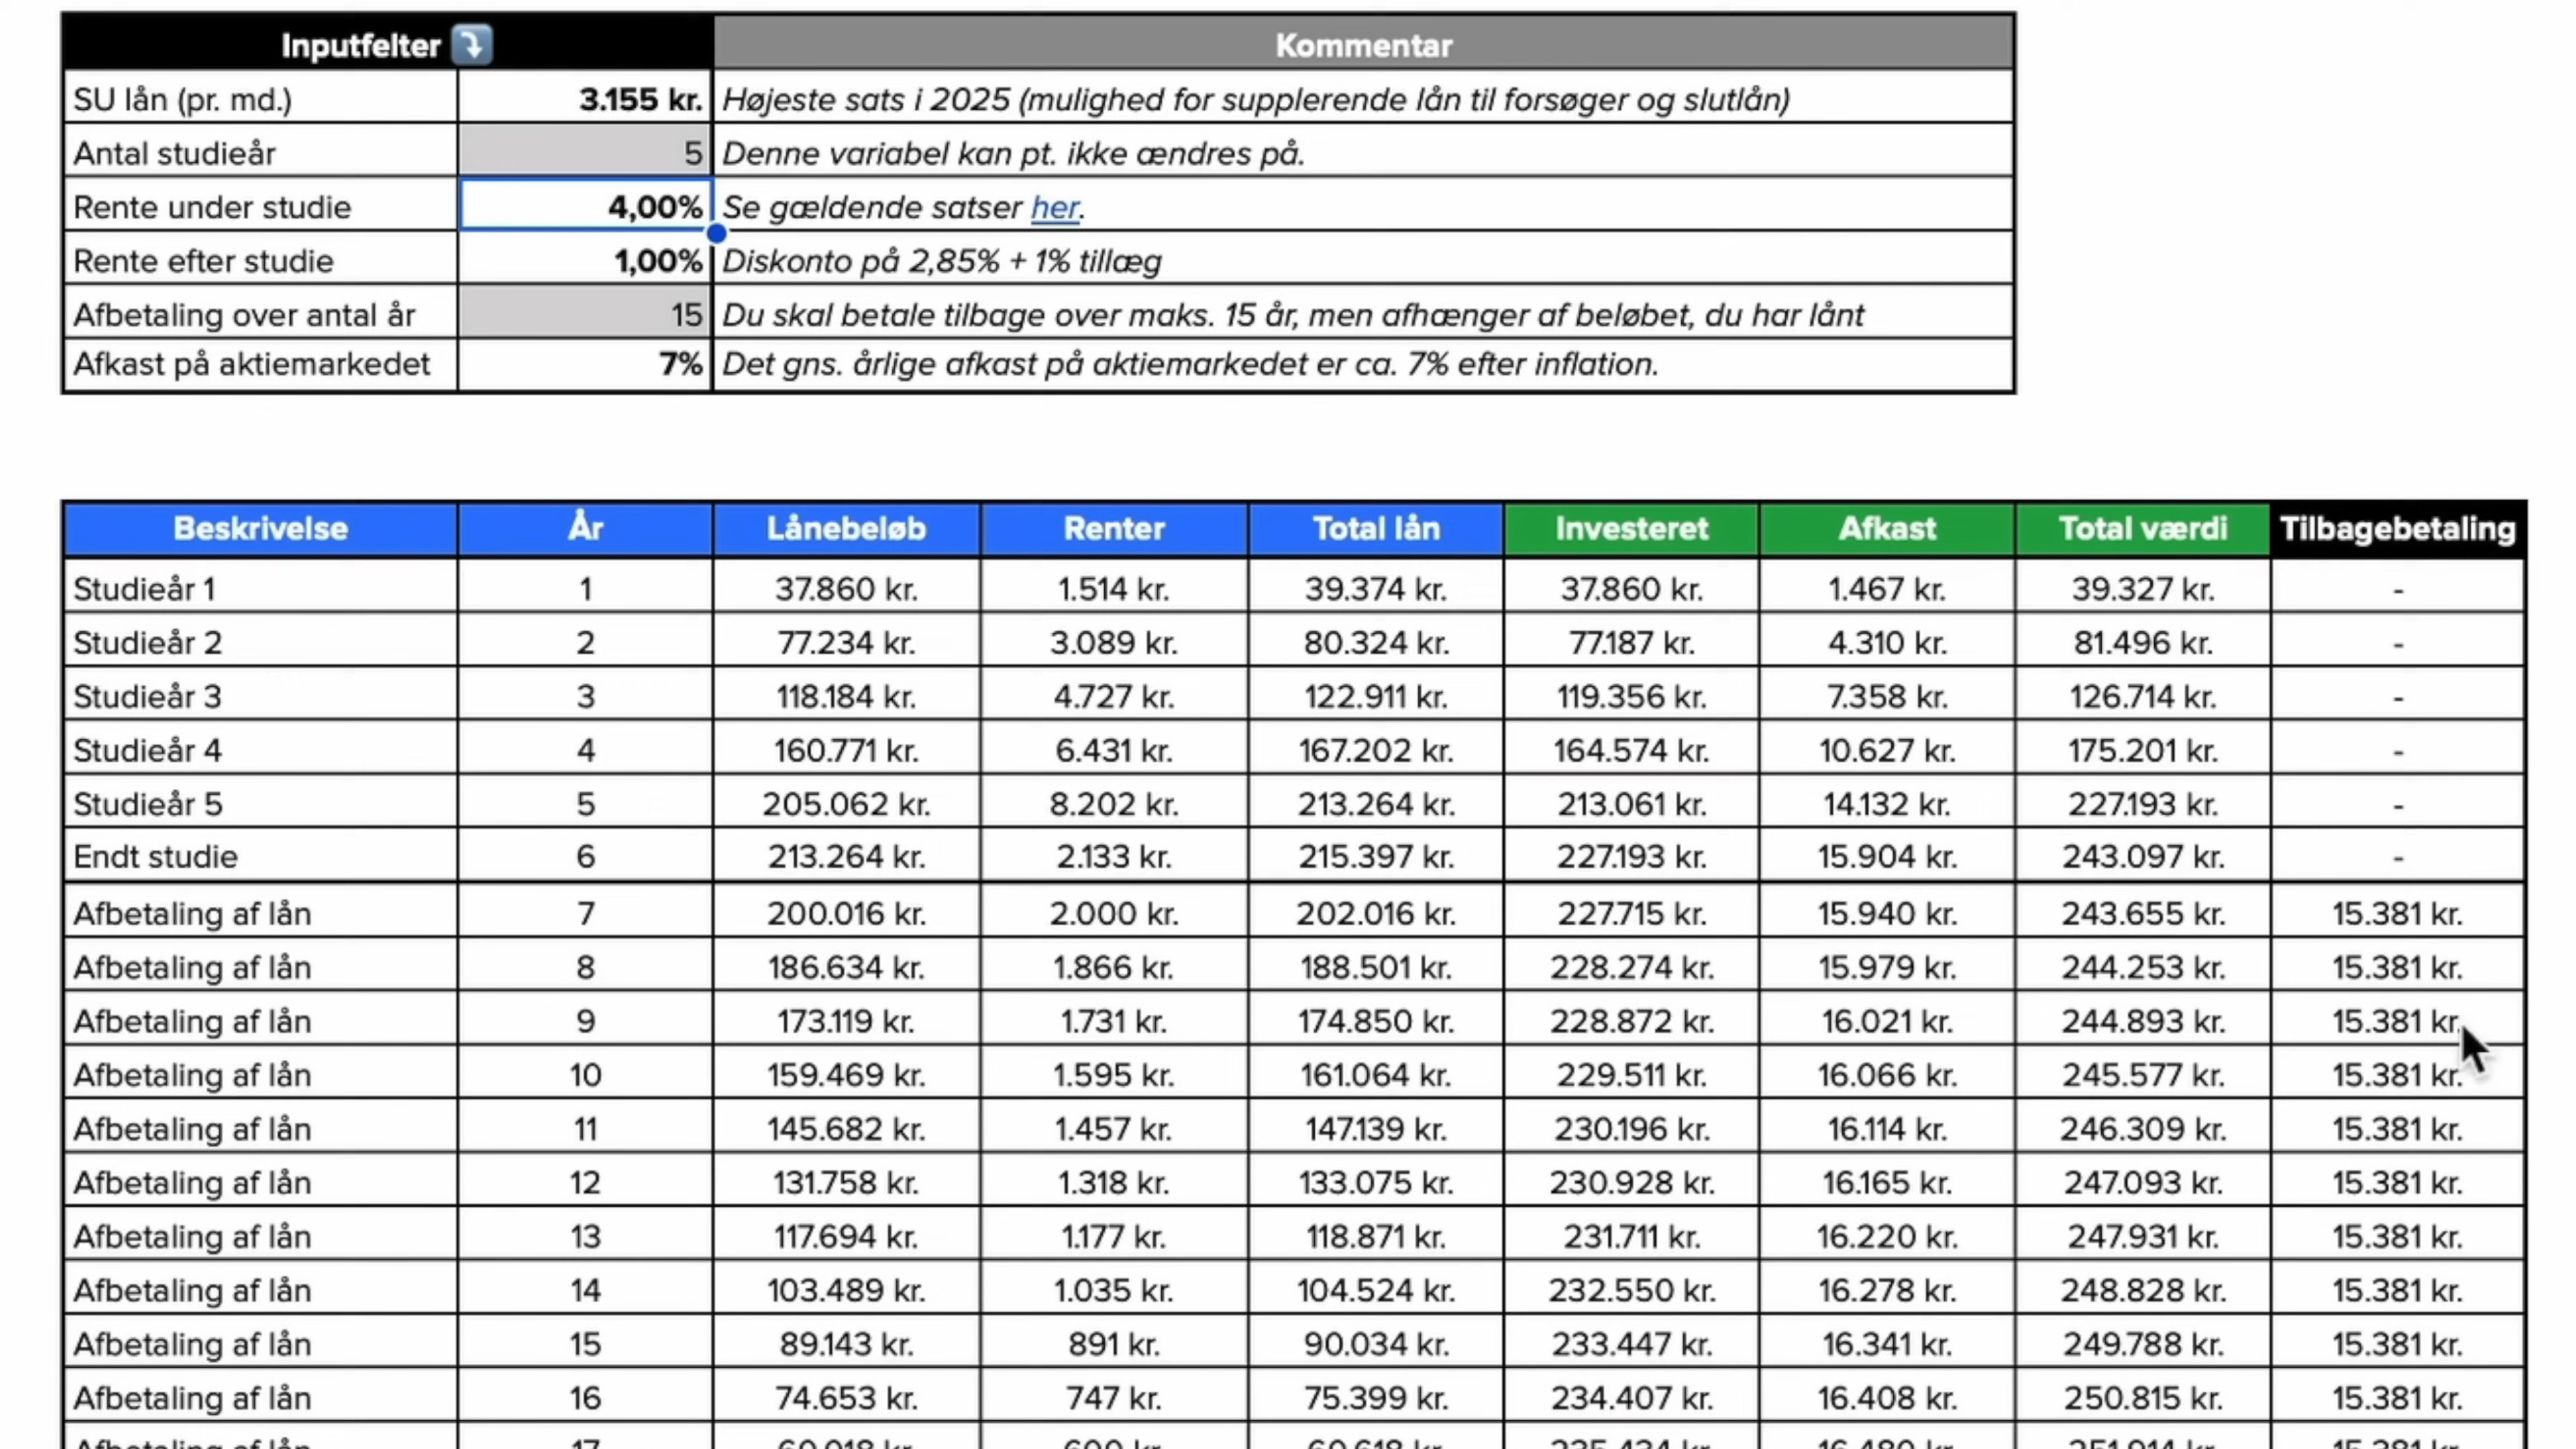 Inputfelter ⤵️ Kommentar
SU lån (pr. md.) 3.155 kr. Højeste sats i 2025 (mulighed for supplerende lån til forsøger og slutlån)
Antal studieår 5 Denne variabel kan pt. ikke ændres på.
Rente under studie 4,00% Se gældende satser her.
Rente efter studie 1,00% Diskonto på 2,85% + 1% tillæg
Afbetaling over antal år 15 Du skal betale tilbage over maks. 15 år, men afhænger af beløbet, du har lånt
Afkast på aktiemarkedet 7% Det gns. årlige afkast på aktiemarkedet er ca. 7% efter inflation.
Beskrivelse År Lånebeløb Renter Total lån Investeret Afkast Total værdi Tilbagebetaling
Studieår 1 1 37.860 kr. 1.514 kr. 39.374 kr. 37.860 kr. 1.467 kr. 39.327 kr. -
Studieår 2 2 77.234 kr. 3.089 kr. 80.324 kr. 77.187 kr. 4.310 kr. 81.496 kr. -
Studieår 3 3 118.184 kr. 4.727 kr. 122.911 kr. 119.356 kr. 7.358 kr. 126.714 kr. -
Studieår 4 4 160.771 kr. 6.431 kr. 167.202 kr. 164.574 kr. 10.627 kr. 175.201 kr. -
Studieår 5 5 205.062 kr. 8.202 kr. 213.264 kr. 213.061 kr. 14.132 kr. 227.193 kr. -
Endt studie 6 213.264 kr. 2.133 kr. 215.397 kr. 227.193 kr. 15.904 kr. 243.097 kr. -
Afbetaling af lån 7 200.016 kr. 2.000 kr. 202.016 kr. 227.715 kr. 15.940 kr. 243.655 kr. 15.381 kr.
Afbetaling af lån 8 186.634 kr. 1.866 kr. 188.501 kr. 228.274 kr. 15.979 kr. 244.253 kr. 15.381 kr.
Afbetaling af lån 9 173.119 kr. 1.731 kr. 174.850 kr. 228.872 kr. 16.021 kr. 244.893 kr. 15.381 kr.
Afbetaling af lån 10 159.469 kr. 1.595 kr. 161.064 kr. 229.511 kr. 16.066 kr. 245.577 kr. 15.381 kr.
Afbetaling af lån 11 145.682 kr. 1.457 kr. 147.139 kr. 230.196 kr. 16.114 kr. 246.309 kr. 15.381 kr.
Afbetaling af lån 12 131.758 kr. 1.318 kr. 133.075 kr. 230.928 kr. 16.165 kr. 247.093 kr. 15.381 kr.
Afbetaling af lån 13 117.694 kr. 1.177 kr. 118.871 kr. 231.711 kr. 16.220 kr. 247.931 kr. 15.381 kr.
Afbetaling af lån 14 103.489 kr. 1.035 kr. 104.524 kr. 232.550 kr. 16.278 kr. 248.828 kr. 15.381 kr.
Afbetaling af lån 15 89.143 kr. 891 kr. 90.034 kr. 233.447 kr. 16.341 kr. 249.788 kr. 15.381 kr.
Afbetaling af lån 16 74.653 kr. 747 kr. 75.399 kr. 234.407 kr. 16.408 kr. 250.815 kr. 15.381 kr.